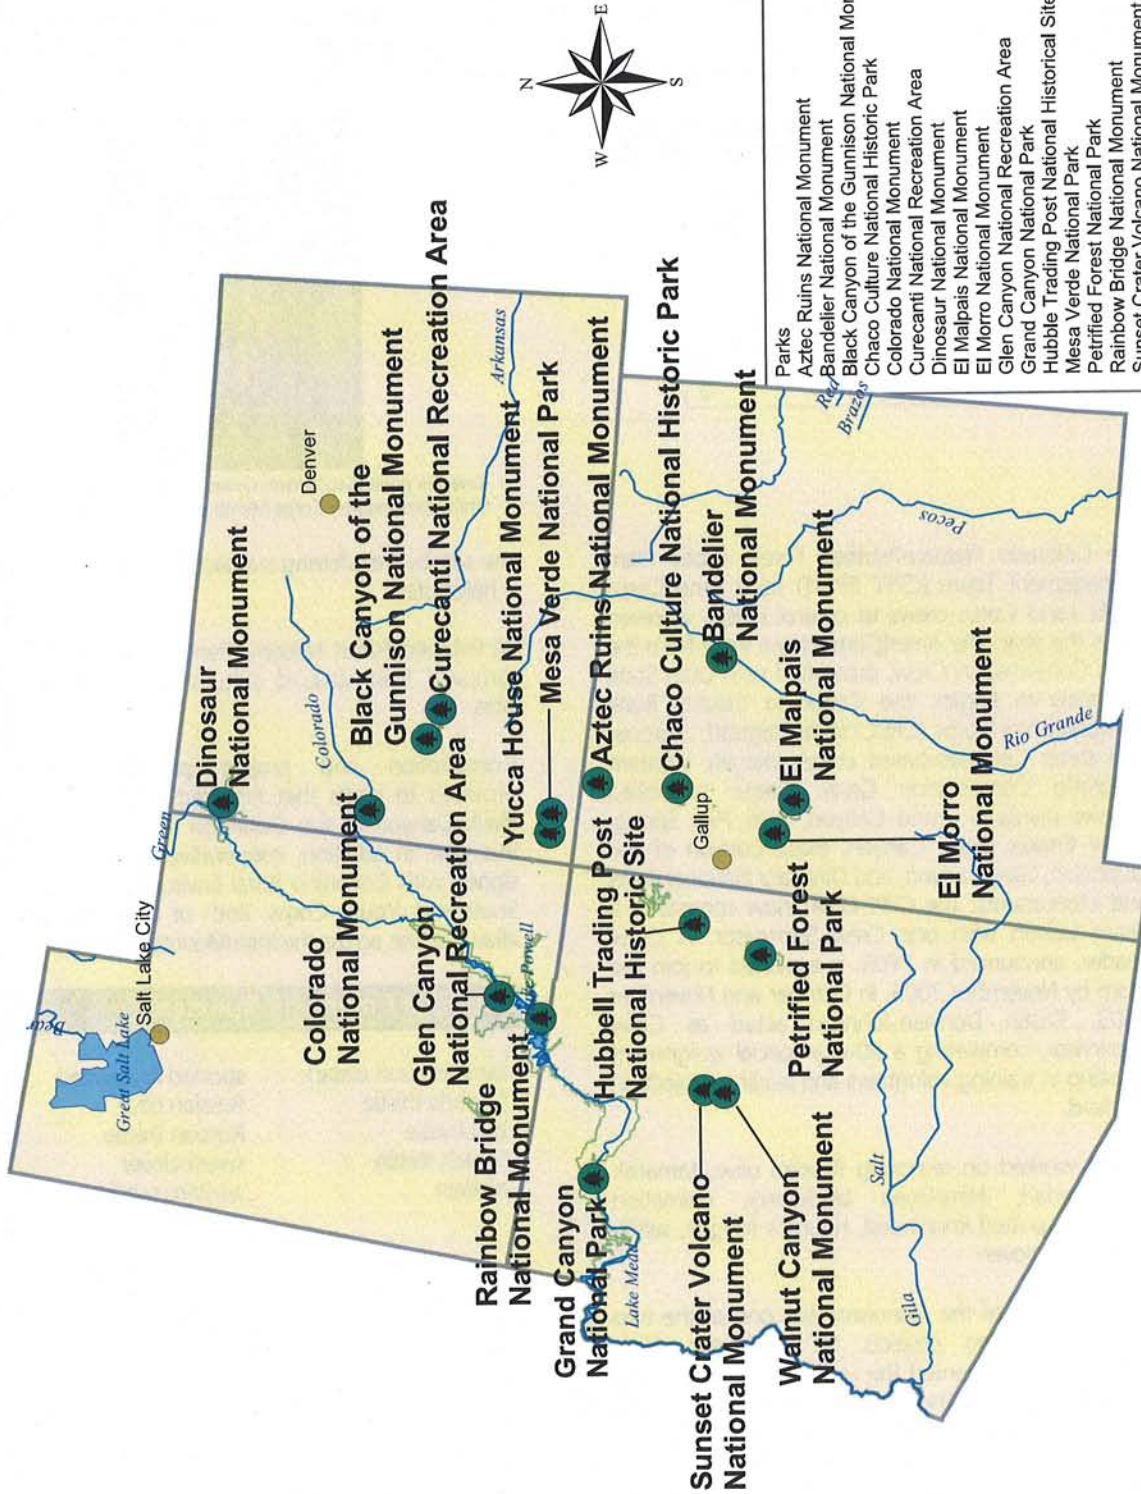 Bear
Great Salt Lake
Salt Lake City
Green
Dinosaur
National Monument
Denver
Colorado
Colorado
National Monument
Black Canyon of the
Gunnison National Monument
Curecanti National Recreation Area
Arkansas
Glen Canyon
National Recreation Area
Lake Powell
Rainbow Bridge
National Monument
Yucca House National Monument
Mesa Verde National Park
Aztec Ruins National Monument
Grand Canyon
National Park
Lake Mead
Hubbell Trading Post
National Historic Site
Chaco Culture National Historic Park
Gallup
Bandelier
National Monument
Red
Brazos
Pecos
Sunset Crater Volcano
National Monument
Walnut Canyon
National Monument
Petrified Forest
National Park
El Malpais
National Monument
El Morro
National Monument
Rio Grande
Salt
Gila
N
W
E
S
Parks
Aztec Ruins National Monument
Bandelier National Monument
Black Canyon of the Gunnison National Mo
Chaco Culture National Historic Park
Colorado National Monument
Curecanti National Recreation Area
Dinosaur National Monument
El Malpais National Monument
El Morro National Monument
Glen Canyon National Recreation Area
Grand Canyon National Park
Hubble Trading Post National Historical Site
Mesa Verde National Park
Petrified Forest National Park
Rainbow Bridge National Monument
Sunset Crater Volcano National Monument